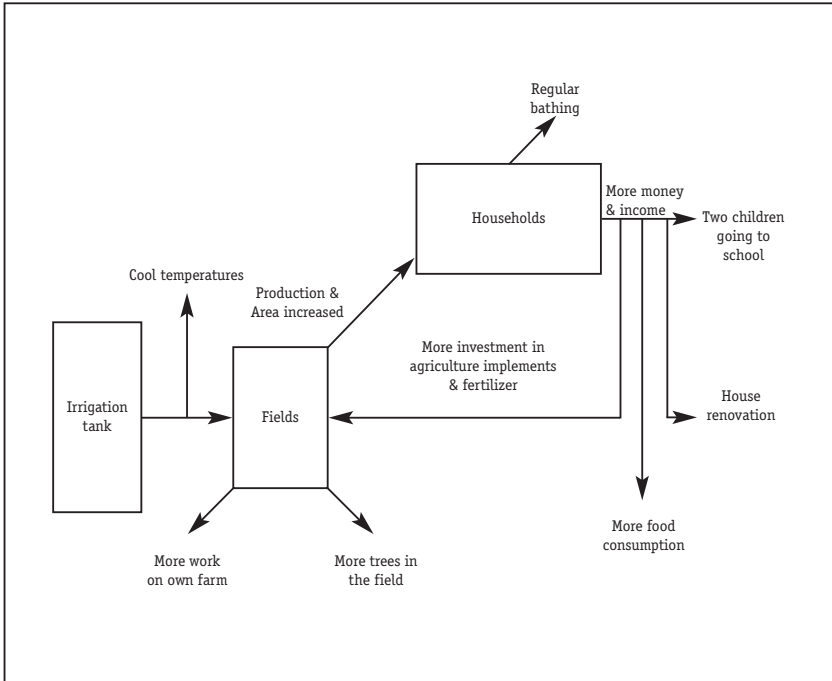 Regular
bathing
More money
& income
Households
Two children
going to
school
Cool temperatures
Production &
Area increased
More investment in
agriculture implements
& fertilizer
Irrigation
tank
Fields
House
renovation
More food
consumption
More work
on own farm
More trees in
the field